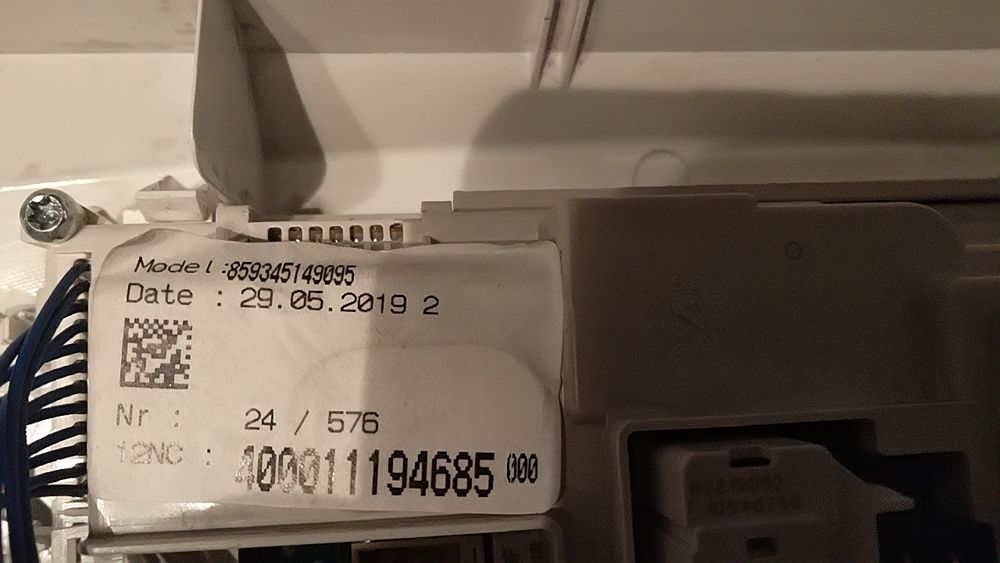 Model :859345149095
Date : 29.05.2019 2
Nr : 24 / 576
12NC : 400011194685 000